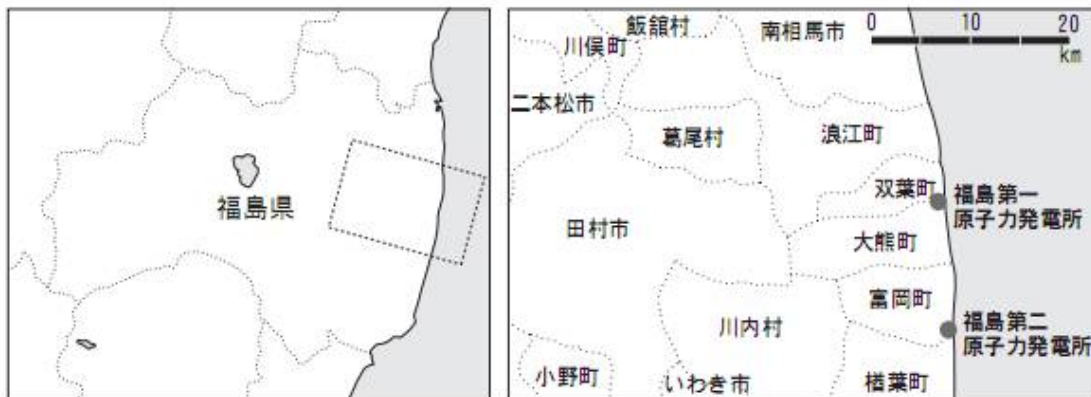 福島県
飯舘村
南相馬市
0 10 20
km
川俣町
二本松市
葛尾村
浪江町
双葉町
福島第一
原子力発電所
田村市
大熊町
富岡町
川内村
福島第二
原子力発電所
小野町
いわき市
楢葉町